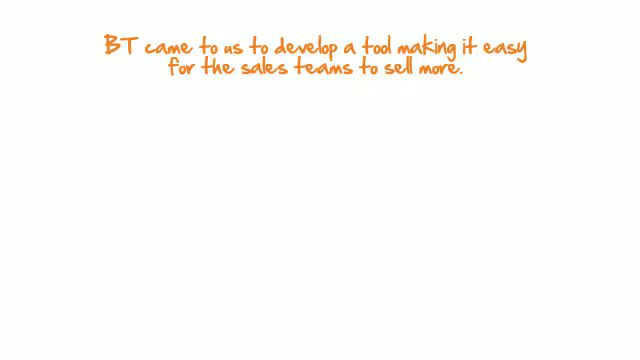 BT came to us to develop a tool making it easy
for the sales teams to sell more.